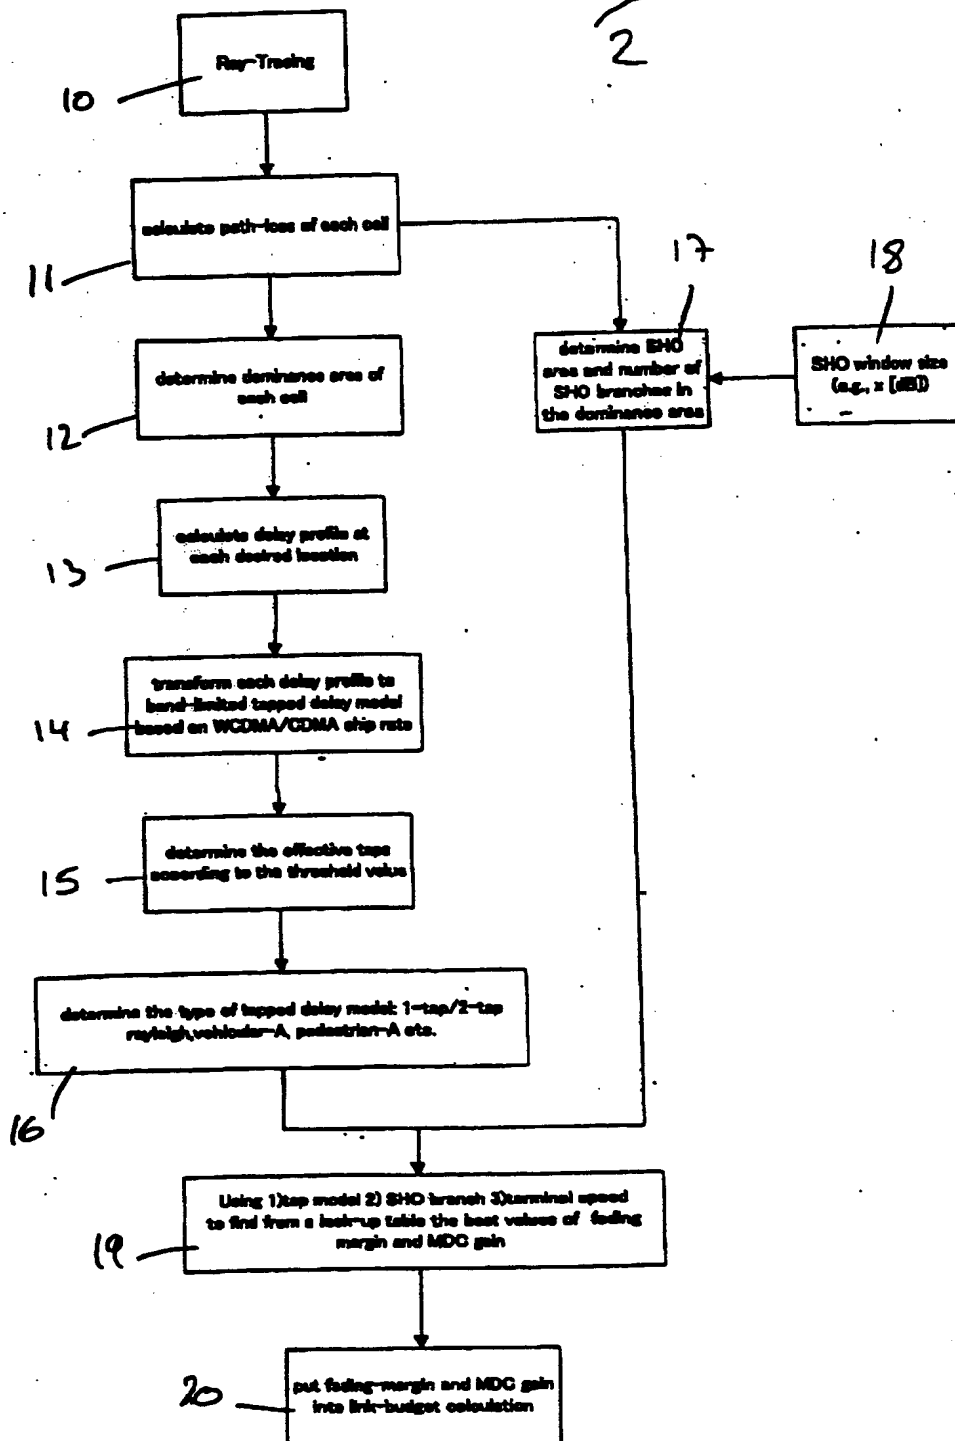 2
Ray-Tracing
10
calculate path-loss of each cell
11
17
18
determine SHO
area and number of
SHO branches in
the dominance area
SHO window size
(e.g., x [dB])
determine dominance area of
each cell
12
calculate delay profile at
each desired location
13
transform each delay profile to
band-limited tapped delay model
based on WCDMA/CDMA chip rate
14
determine the effective taps
according to the threshold value
15
determine the type of tapped delay model: 1-tap/2-tap
rayleigh,vehicular-A, pedestrian-A etc.
16
Using 1)tap model 2) SHO branch 3)terminal speed
to find from a look-up table the best values of fading
margin and MDC gain
19
put fading-margin and MDC gain
into link-budget calculation
20